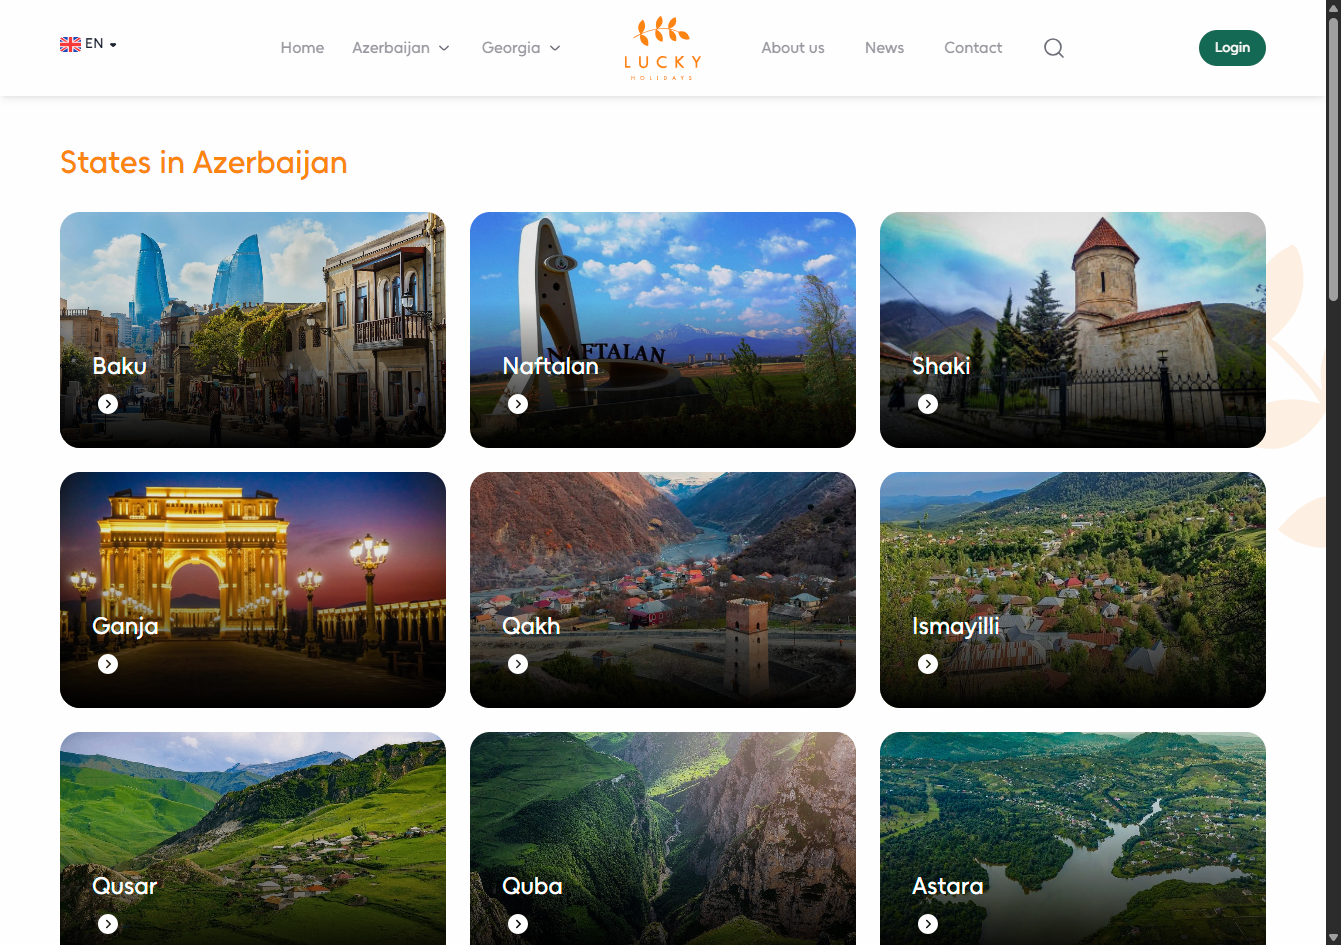 EN
Home
Azerbaijan
Georgia
LUCKY
HOLIDAYS
About us
News
Contact
Login
States in Azerbaijan
Baku
NAFTALAN
Naftalan
Shaki
Ganja
Qakh
Ismayilli
Qusar
Quba
Astara